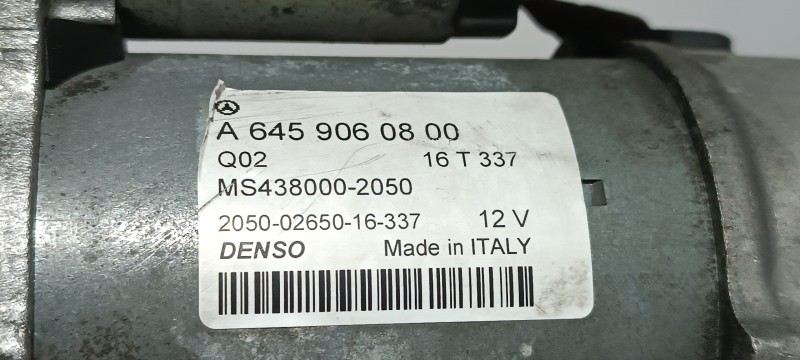 A 645 906 08 00
Q02 16 T 337
MS438000-2050
2050-02650-16-337 12 V
DENSO Made in ITALY